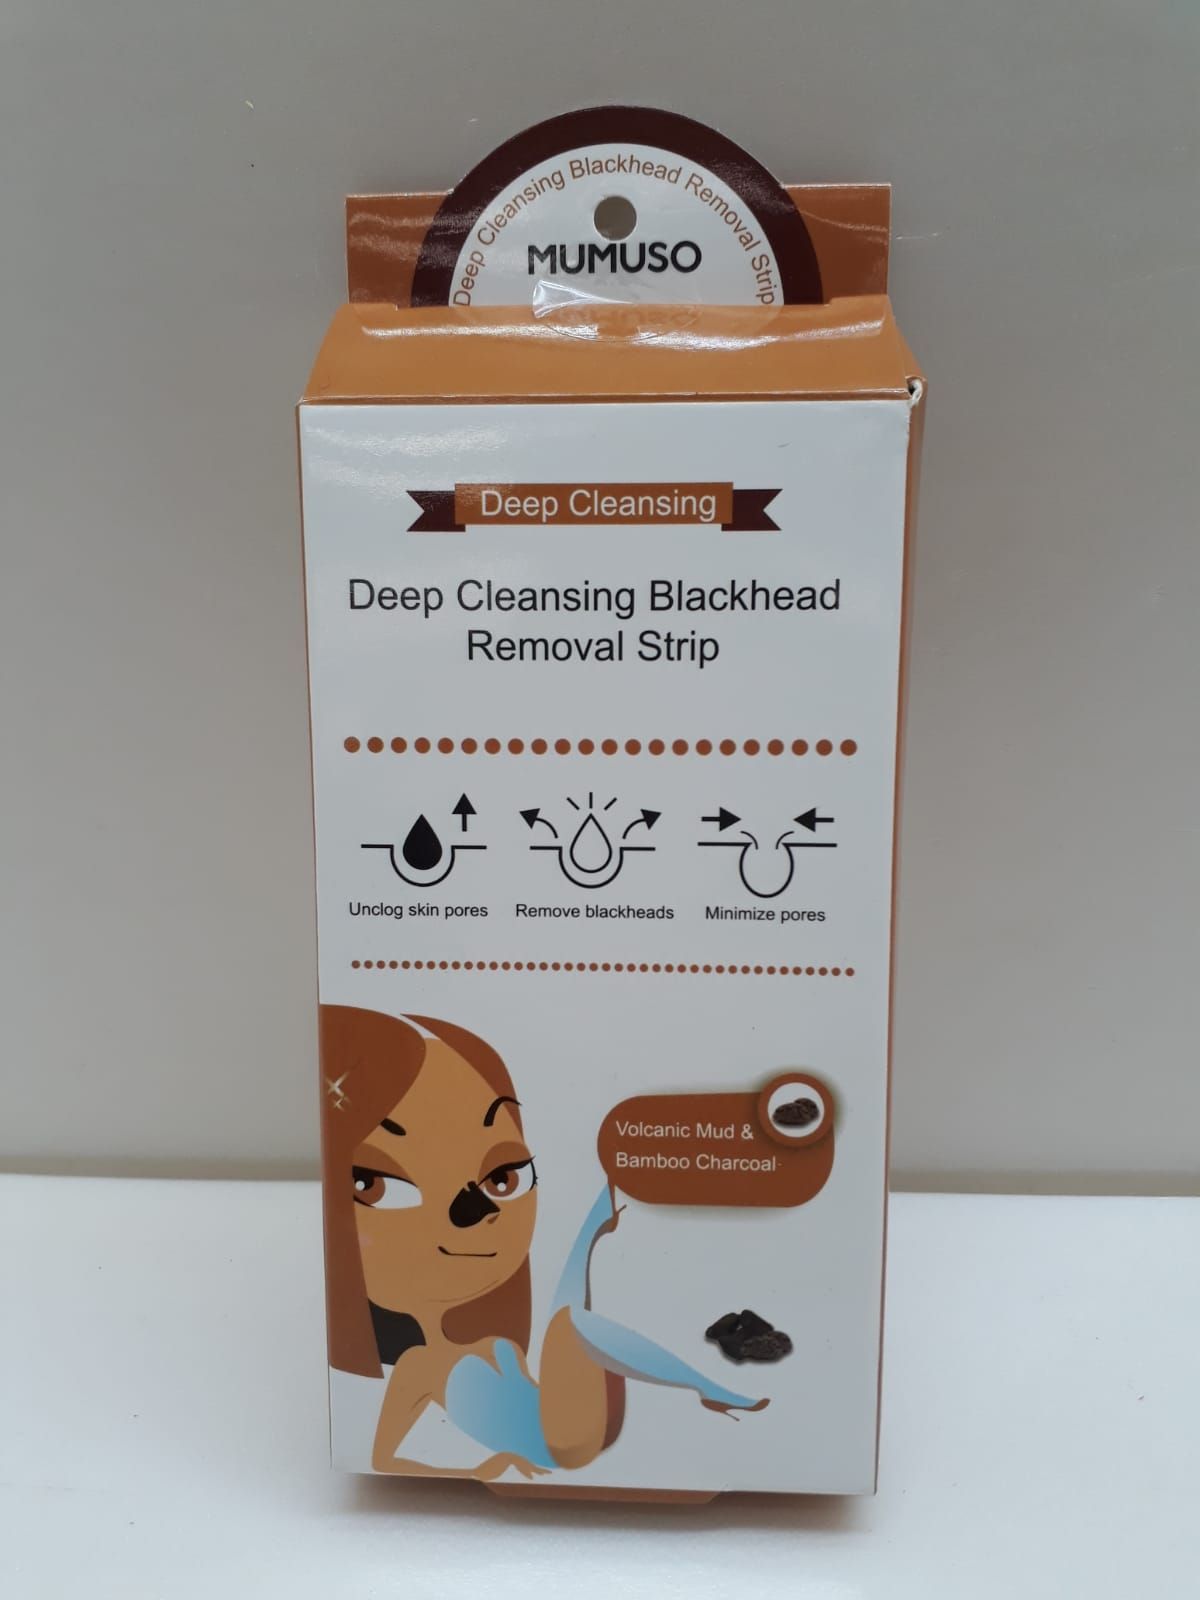 Deep Cleansing Blackhead Removal Strip
MUMUSO
Deep Cleansing
Deep Cleansing Blackhead
Removal Strip
Unclog skin pores
Remove blackheads
Minimize pores
Volcanic Mud &
Bamboo Charcoal